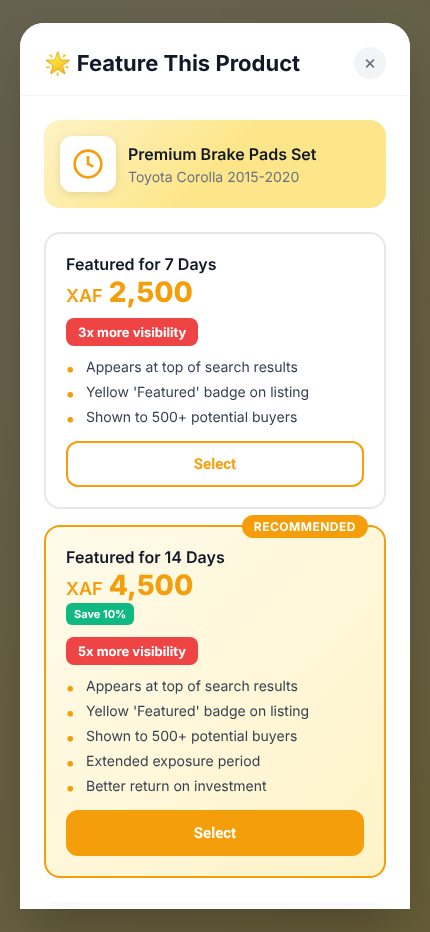 🌟 Feature This Product
×
Premium Brake Pads Set
Toyota Corolla 2015-2020
Featured for 7 Days
XAF 2,500
3x more visibility
• Appears at top of search results
• Yellow 'Featured' badge on listing
• Shown to 500+ potential buyers
Select
RECOMMENDED
Featured for 14 Days
XAF 4,500
Save 10%
5x more visibility
• Appears at top of search results
• Yellow 'Featured' badge on listing
• Shown to 500+ potential buyers
• Extended exposure period
• Better return on investment
Select